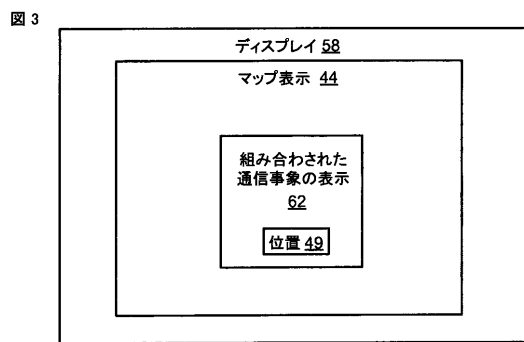 図 3
ディスプレイ 58
マップ表示 44
組み合わされた
通信事象の表示
62
位置 49